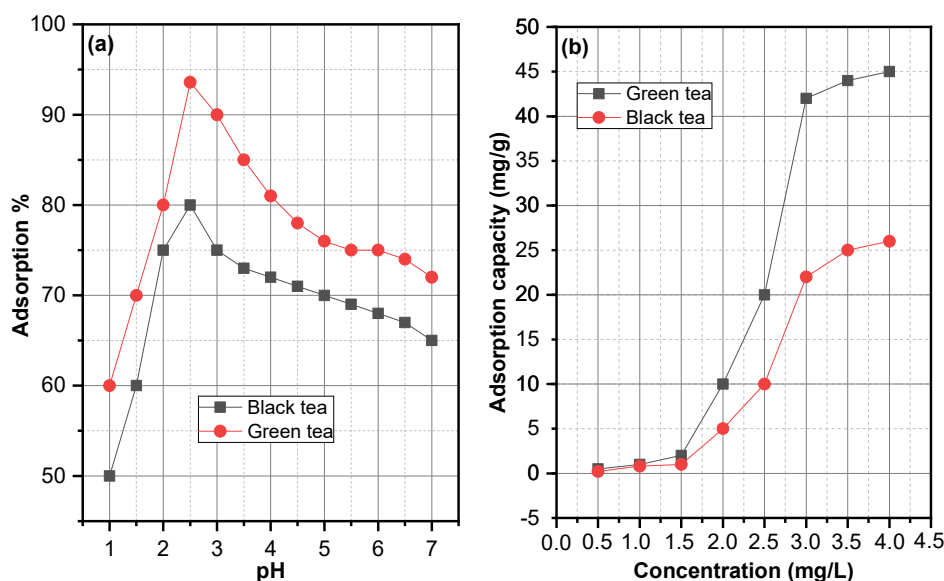 (a)
Adsorption %
100
90
80
70
60
50
Black tea
Green tea
1 2 3 4 5 6 7
pH
(b)
Adsorption capacity (mg/g)
50
45
40
35
30
25
20
15
10
5
0
-5
Green tea
Black tea
0.0 0.5 1.0 1.5 2.0 2.5 3.0 3.5 4.0 4.5
Concentration (mg/L)